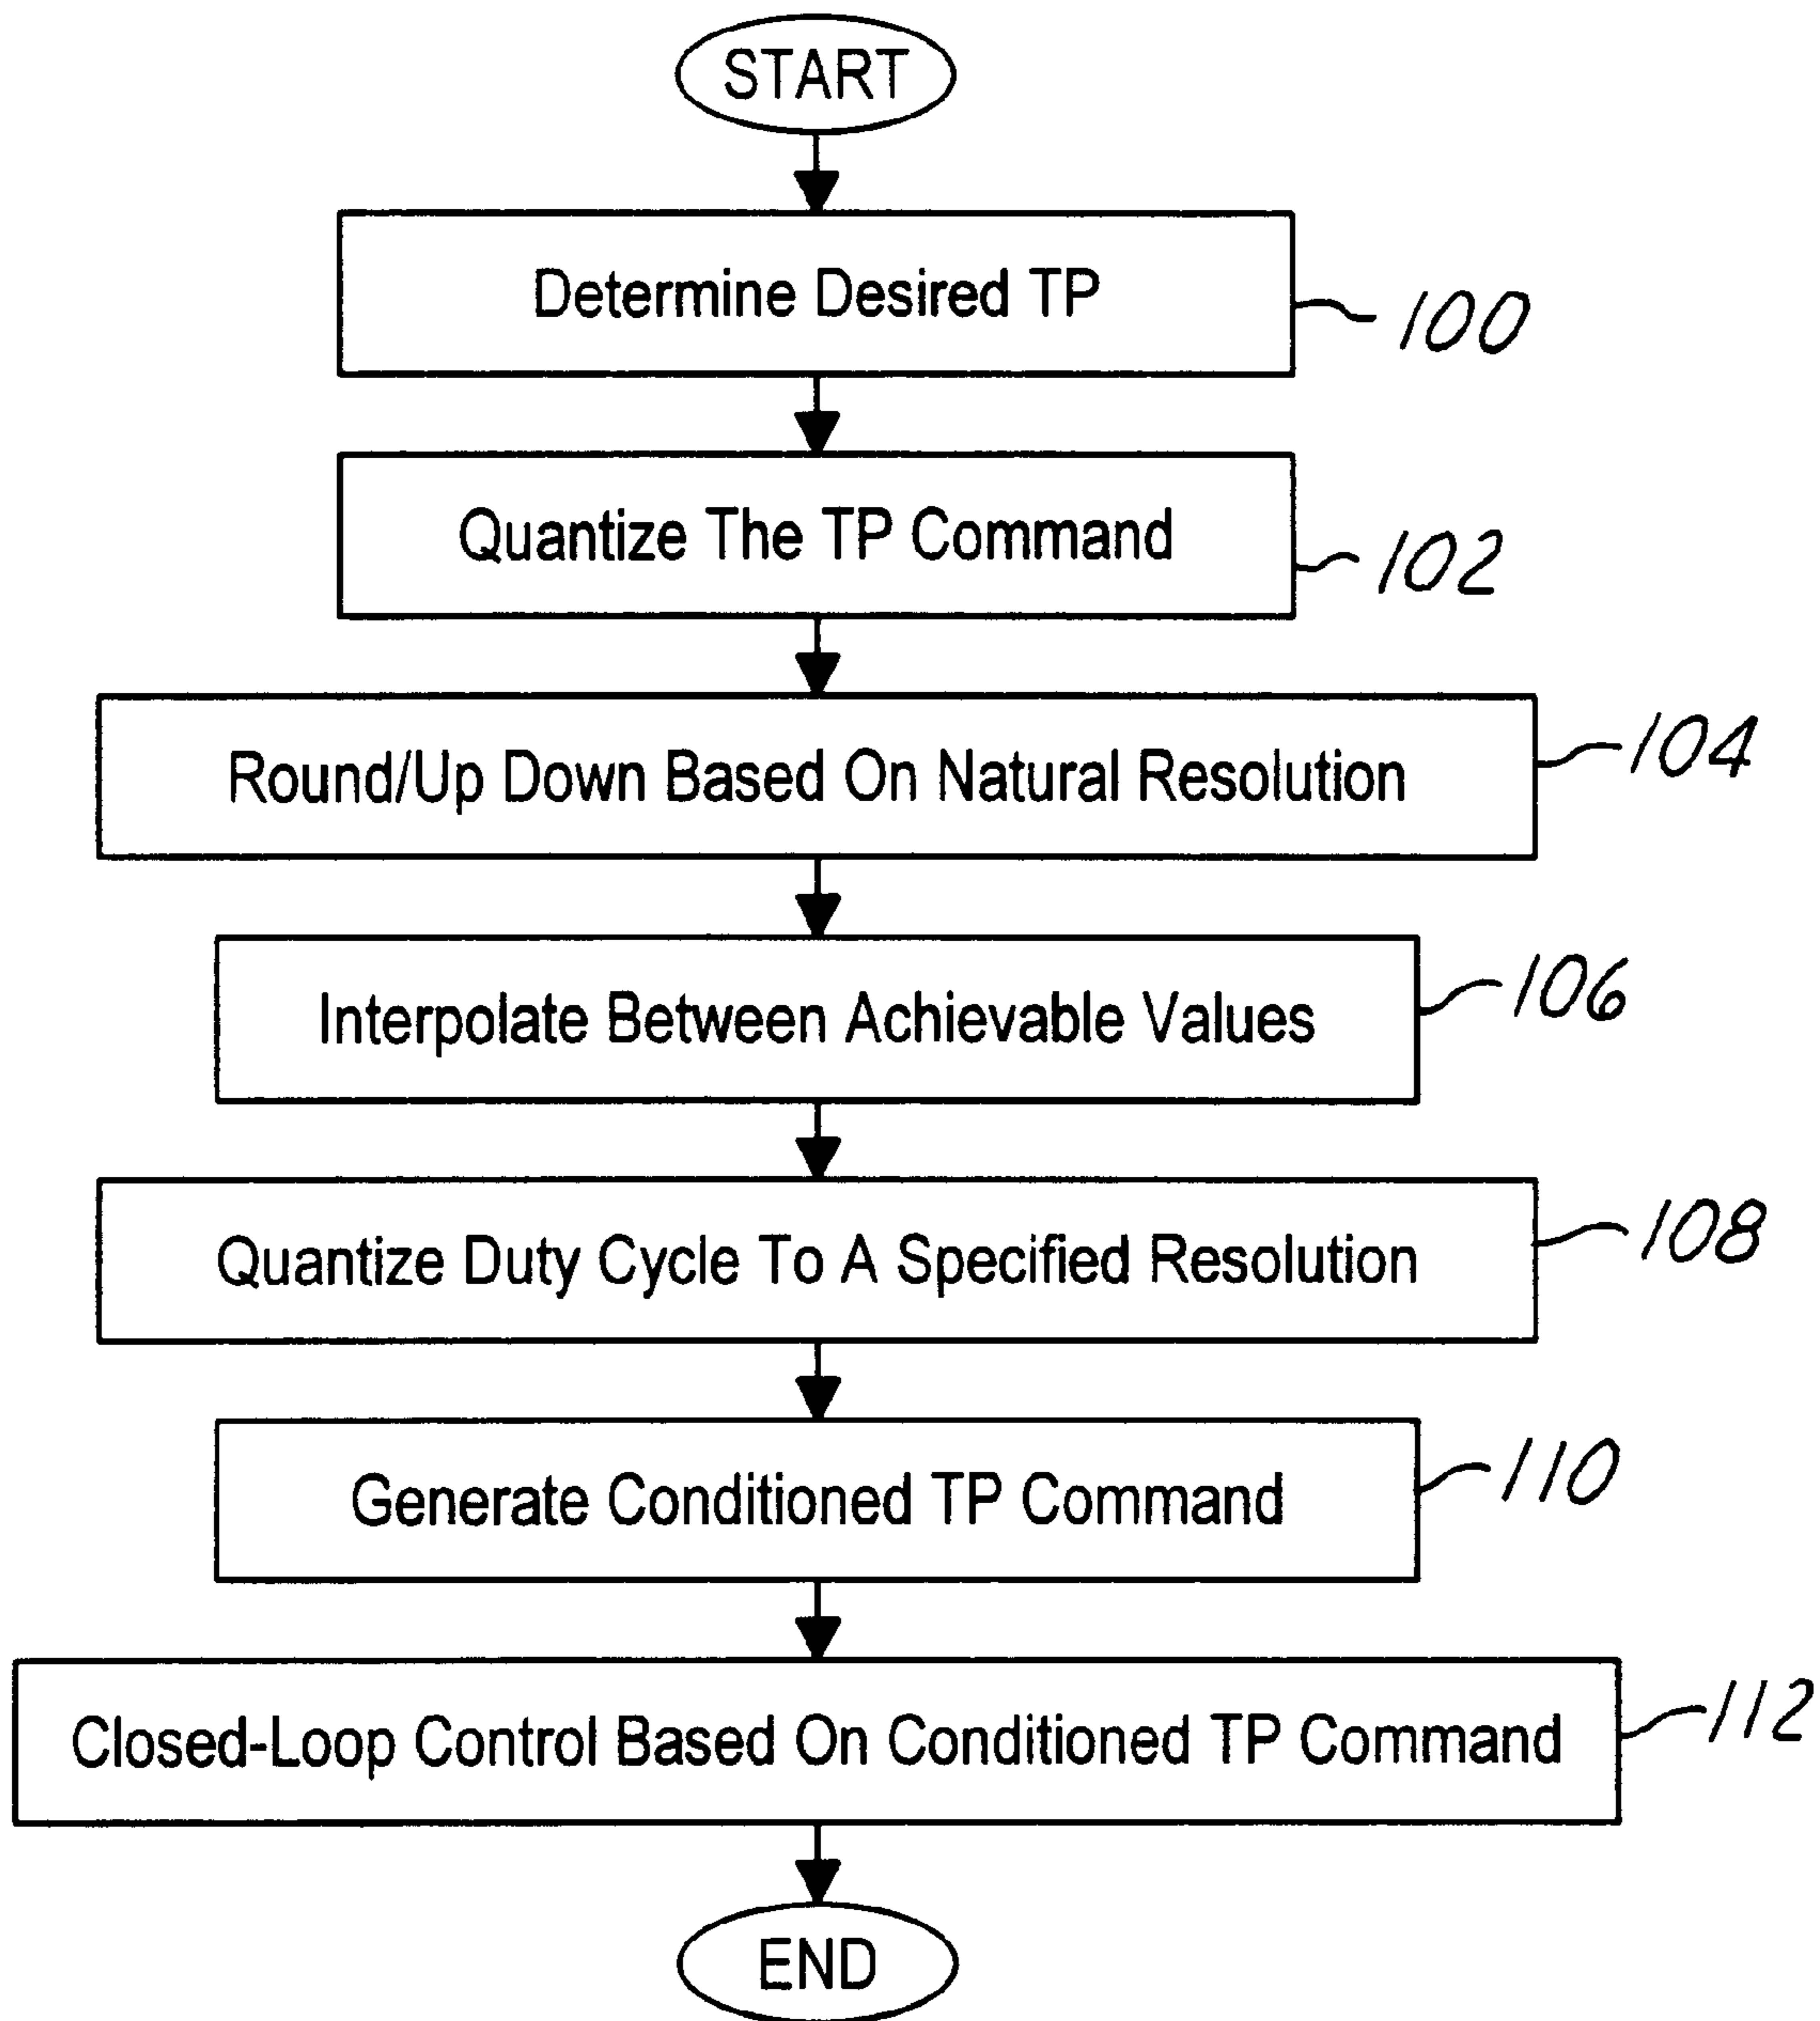 START
Determine Desired TP
100
Quantize The TP Command
102
Round/Up Down Based On Natural Resolution
104
Interpolate Between Achievable Values
106
Quantize Duty Cycle To A Specified Resolution
108
Generate Conditioned TP Command
110
Closed-Loop Control Based On Conditioned TP Command
112
END